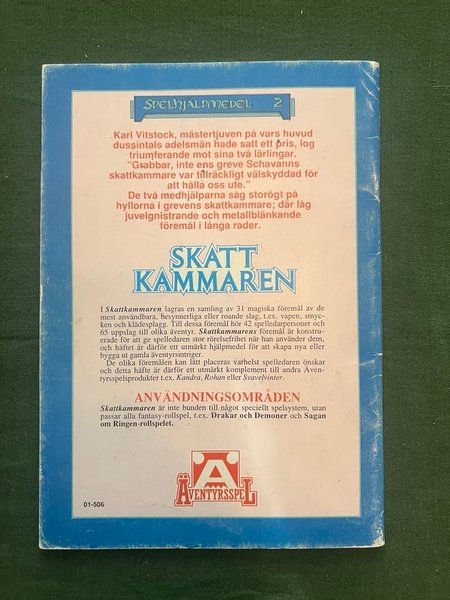 SPELHJÄLPMEDEL 2
Karl Vitstock, mästertjuven på vars huvud
dussintals adelsmän hade satt ett pris, log
triumferande mot sina två lärlingar.
"Grabbar, inte ens greve Schavanns
skattkammare var tillräckligt välskyddad för
att hålla oss ute."
De två medhjälparna såg storögt på
hyllorna i grevens skattkammare; där låg
juvelgnistrande och metallblänkande
föremål i långa rader.
SKATT
KAMMAREN
I Skattkammaren lagras en samling av 31 magiska föremål av de
mest användbara, besynnerliga eller roande slag, t.ex. vapen, smyc-
ken och klädesplagg. Till dessa föremål hör 42 spelledarpersoner och
65 uppslag till olika äventyr. Skattkammarens föremål är konstru-
erade för att ge spelledaren stor rörelsefrihet när han använder dem,
och häftet är därför ett utmärkt hjälpmedel för att skapa nya eller
bygga ut gamla äventyrsintriger.
De olika föremålen kan lätt placeras varhelst spelledaren önskar
och detta häfte är därför ett utmärkt komplement till andra Även-
tyrsspelsprodukter t.ex. Kandra, Rohan eller Svavelvinter.
ANVÄNDNINGSOMRÅDEN
Skattkammaren är inte bunden till något speciellt spelsystem, utan
passar alla fantasy-rollspel, t.ex. Drakar och Demoner och Sagan
om Ringen-rollspelet.
A
ÄVENTYRSSPEL
01-506